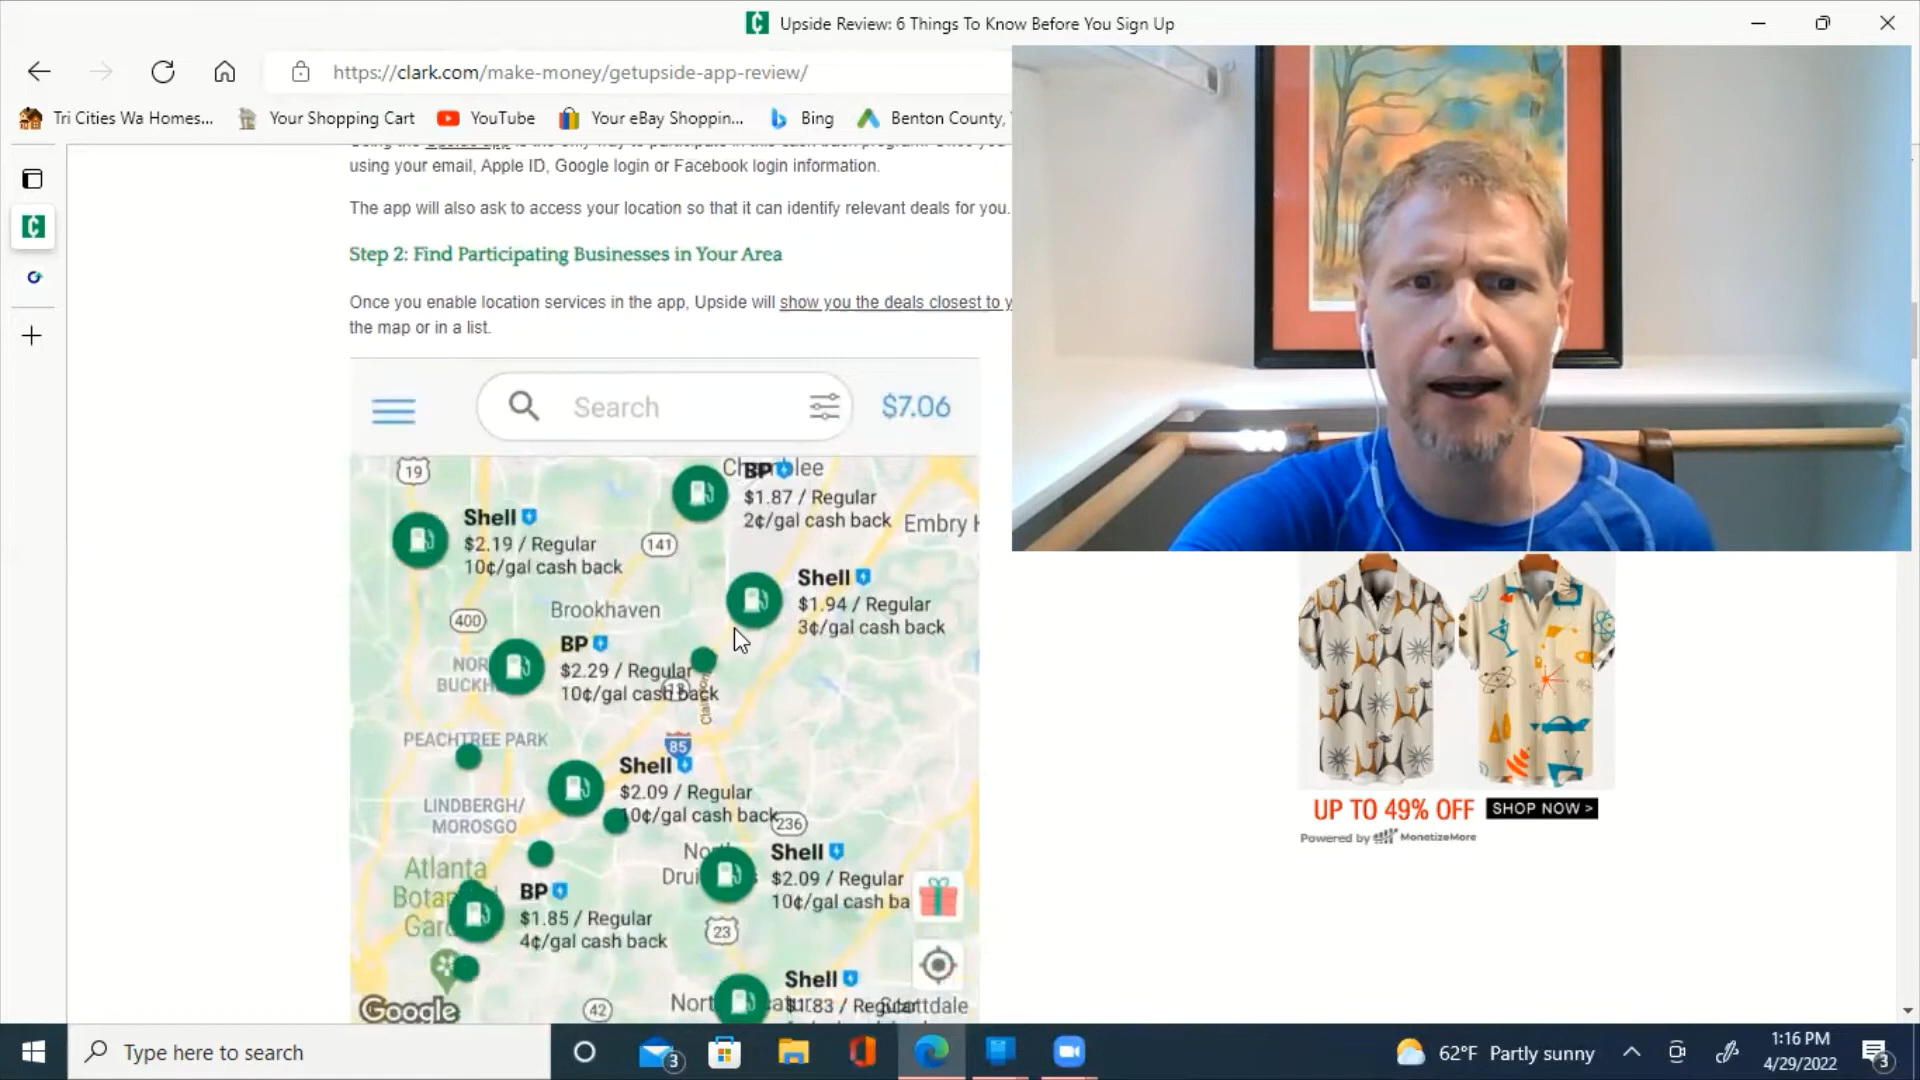 Upside Review: 6 Things To Know Before You Sign Up
https://clark.com/make-money/getupside-app-review/
Tri Cities Wa Homes...
Your Shopping Cart
YouTube
Your eBay Shoppin...
Bing
Benton County,
using your email, Apple ID, Google login or Facebook login information.
The app will also ask to access your location so that it can identify relevant deals for you.
Step 2: Find Participating Businesses in Your Area
Once you enable location services in the app, Upside will show you the deals closest to y
the map or in a list.
Search
$7.06
19
BP
$1.87 / Regular
2¢/gal cash back
Embry
Shell
$2.19 / Regular
10¢/gal cash back
141
Shell
$1.94 / Regular
3¢/gal cash back
Brookhaven
400
BP
$2.29 / Regular
10¢/gal cash back
PEACHTREE PARK
85
Shell
$2.09 / Regular
10¢/gal cash back
LINDBERGH/
MOROSGO
236
Shell
$2.09 / Regular
10¢/gal cash ba
Atlanta
BP
$1.85 / Regular
4¢/gal cash back
23
Shell
$1.83 / Regular
42
Google
UP TO 49% OFF
SHOP NOW >
Powered by MonetizeMore
Type here to search
3
62°F Partly sunny
1:16 PM
4/29/2022
3